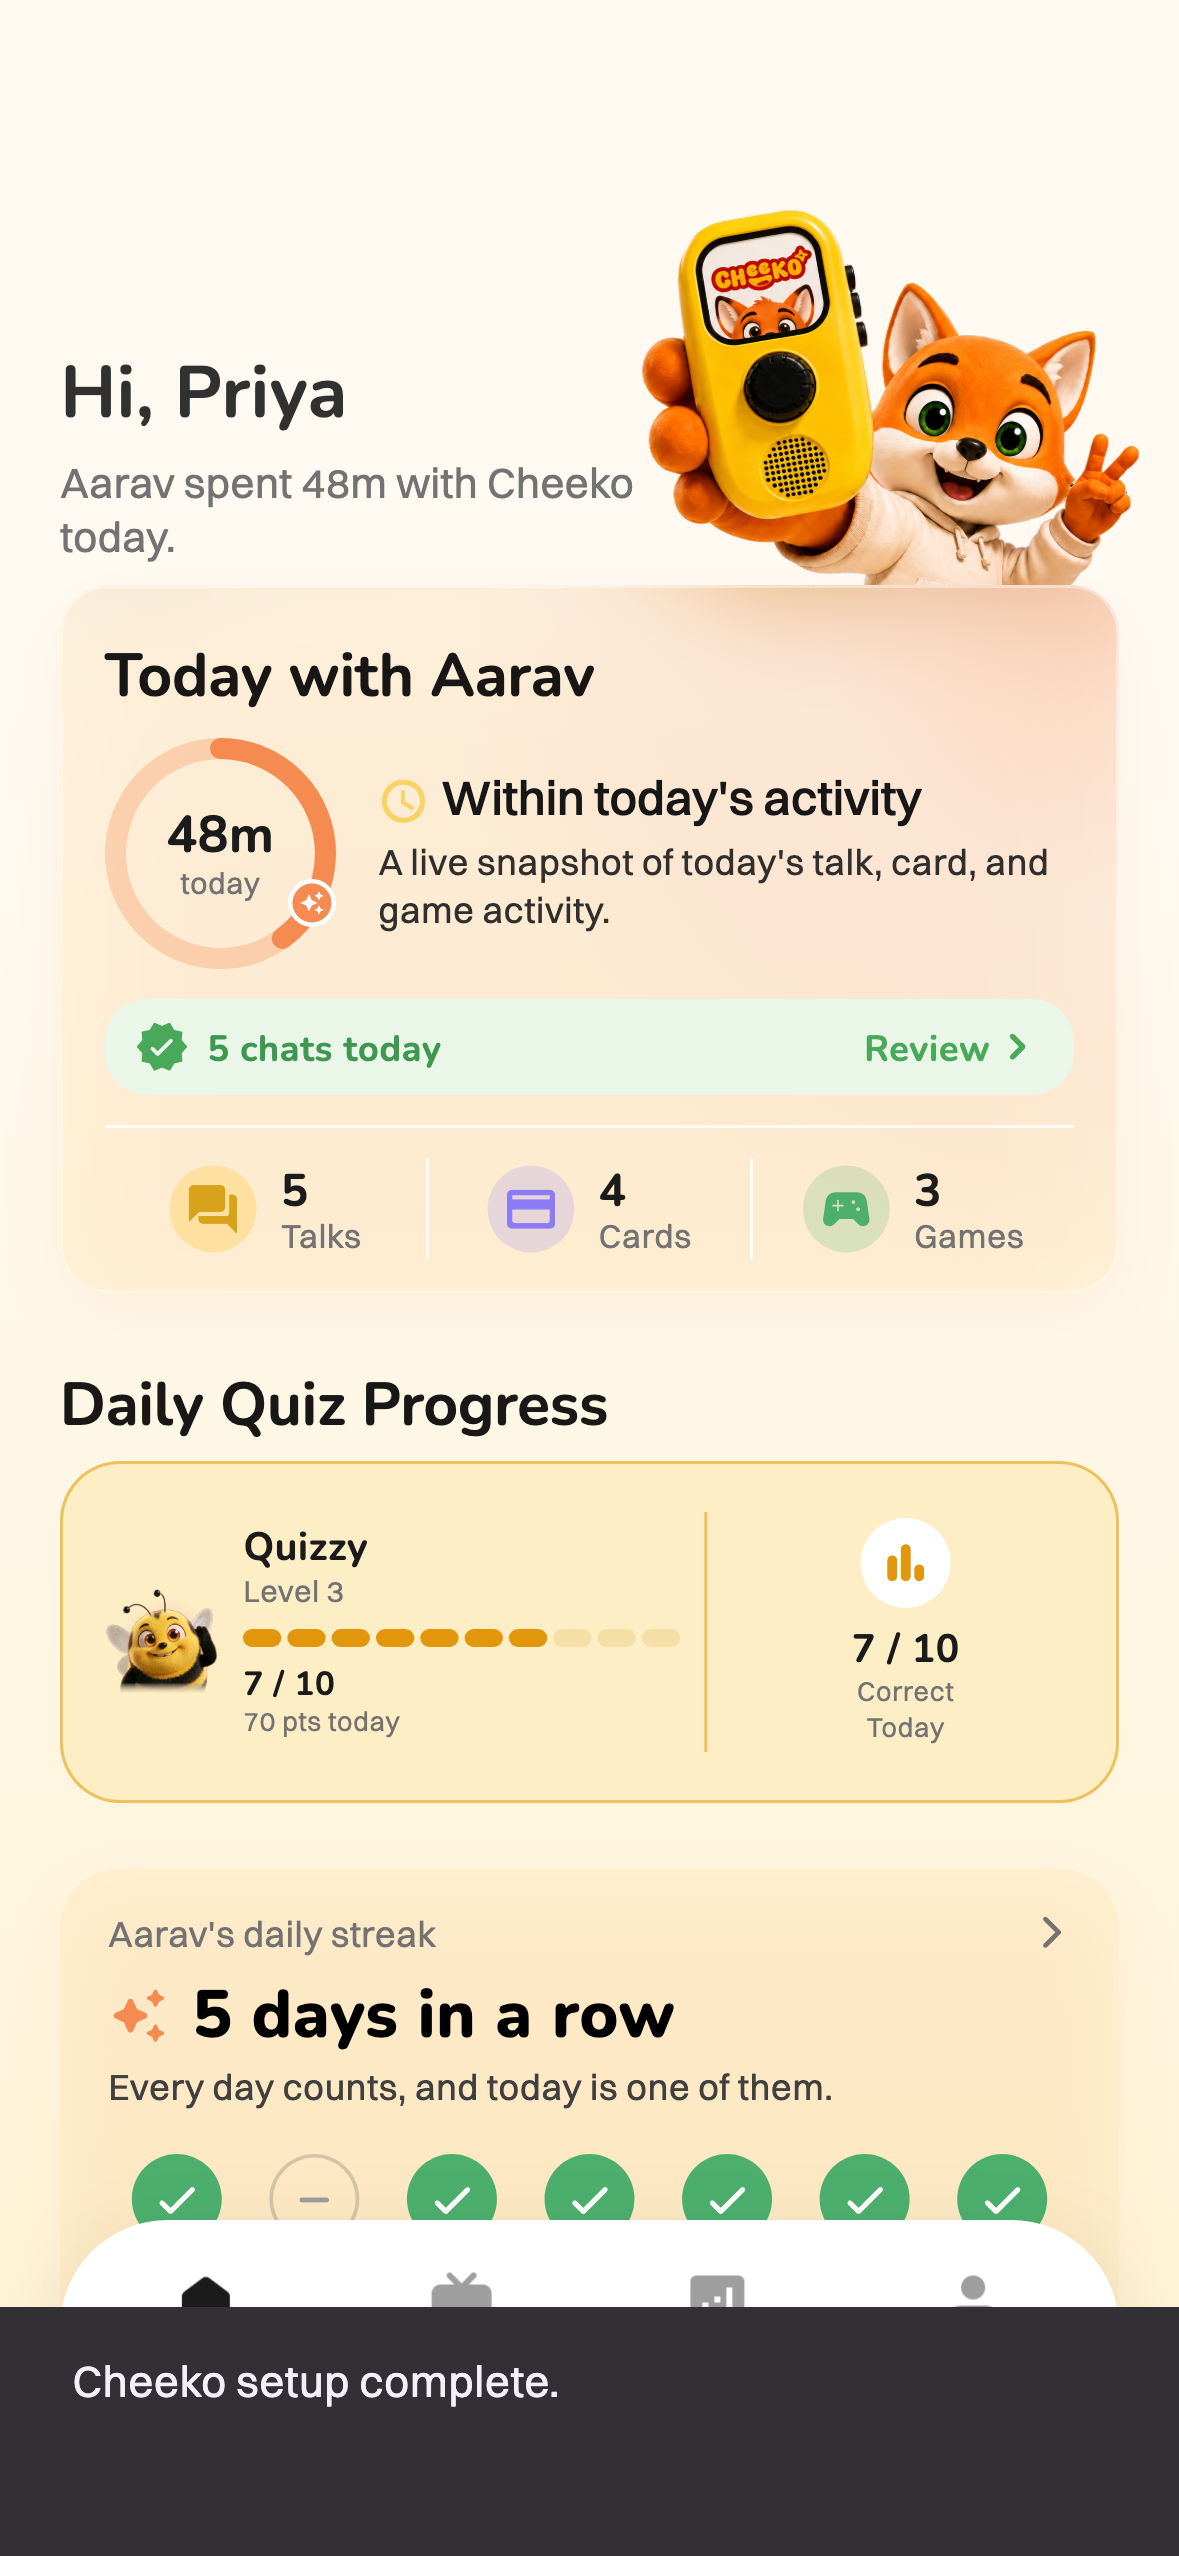 CHEEKO
Hi, Priya
Aarav spent 48m with Cheeko
today.
Today with Aarav
48m
today
Within today's activity
A live snapshot of today's talk, card, and
game activity.
5 chats today
Review
5
Talks
4
Cards
3
Games
Daily Quiz Progress
Quizzy
Level 3
7 / 10
70 pts today
7 / 10
Correct
Today
Aarav's daily streak
5 days in a row
Every day counts, and today is one of them.
Cheeko setup complete.